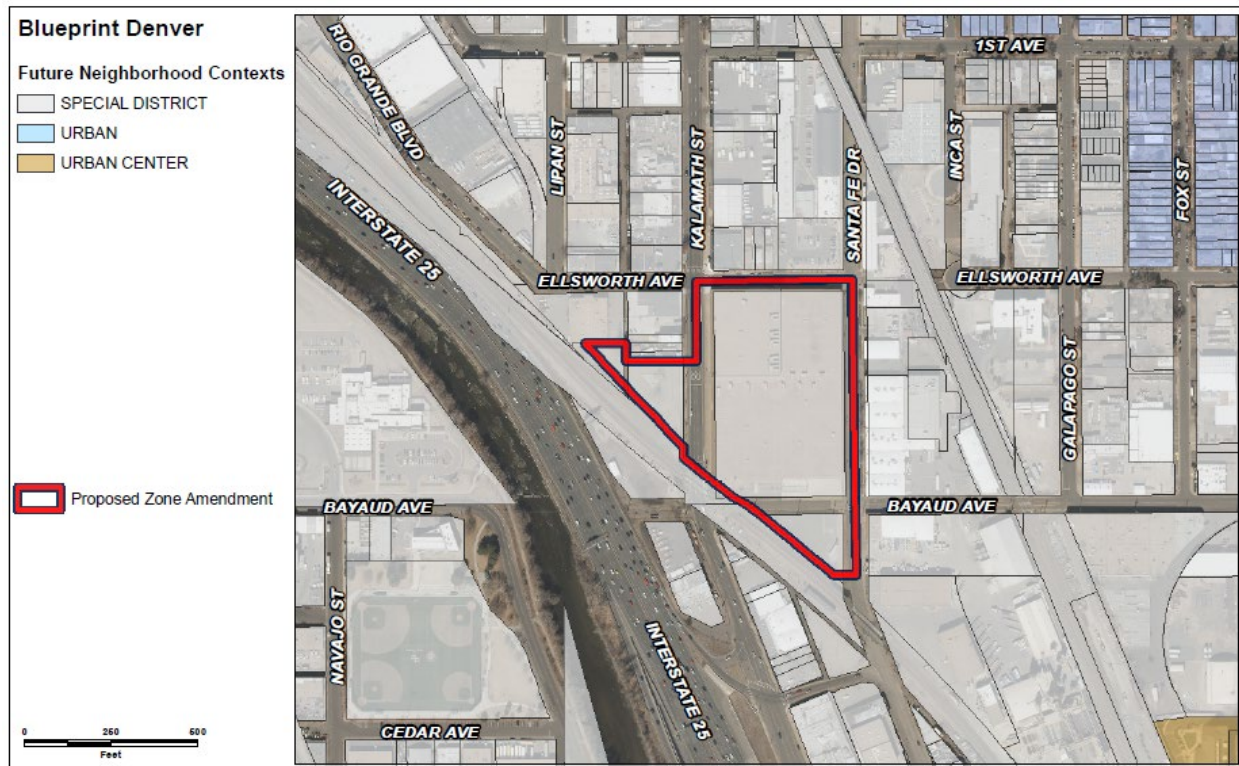 Blueprint Denver
Future Neighborhood Contexts
SPECIAL DISTRICT
URBAN
URBAN CENTER
Proposed Zone Amendment
0 250 500
Feet
1ST AVE
RIO GRANDE BLVD
LIPAN ST
KALAMATH ST
SANTA FE DR
INCA ST
FOX ST
INTERSTATE 25
ELLSWORTH AVE
ELLSWORTH AVE
GALAPAGO ST
BAYAUD AVE
BAYAUD AVE
NAVAJO ST
INTERSTATE 25
CEDAR AVE